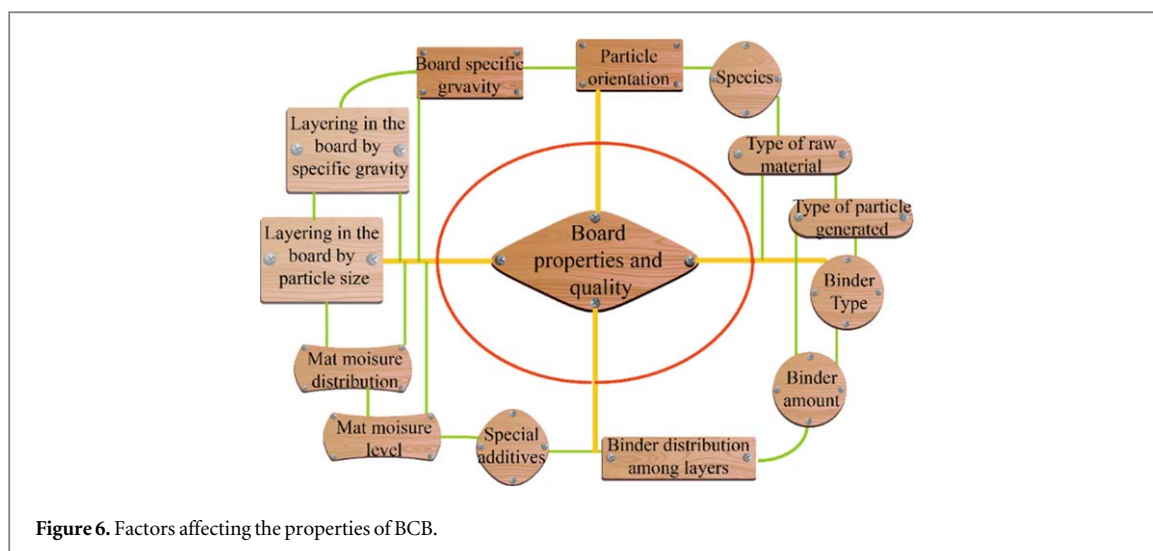 Board specific
grvavity
Particle
orientation
Species
Layering in the
board by
specific gravity
Type of raw
material
Type of particle
generated
Layering in the
board by
particle size
Board
properties and
quality
Binder
Type
Mat moisure
distribution
Binder
amount
Mat moisure
level
Special
additives
Binder distribution
among layers
Figure 6. Factors affecting the properties of BCB.